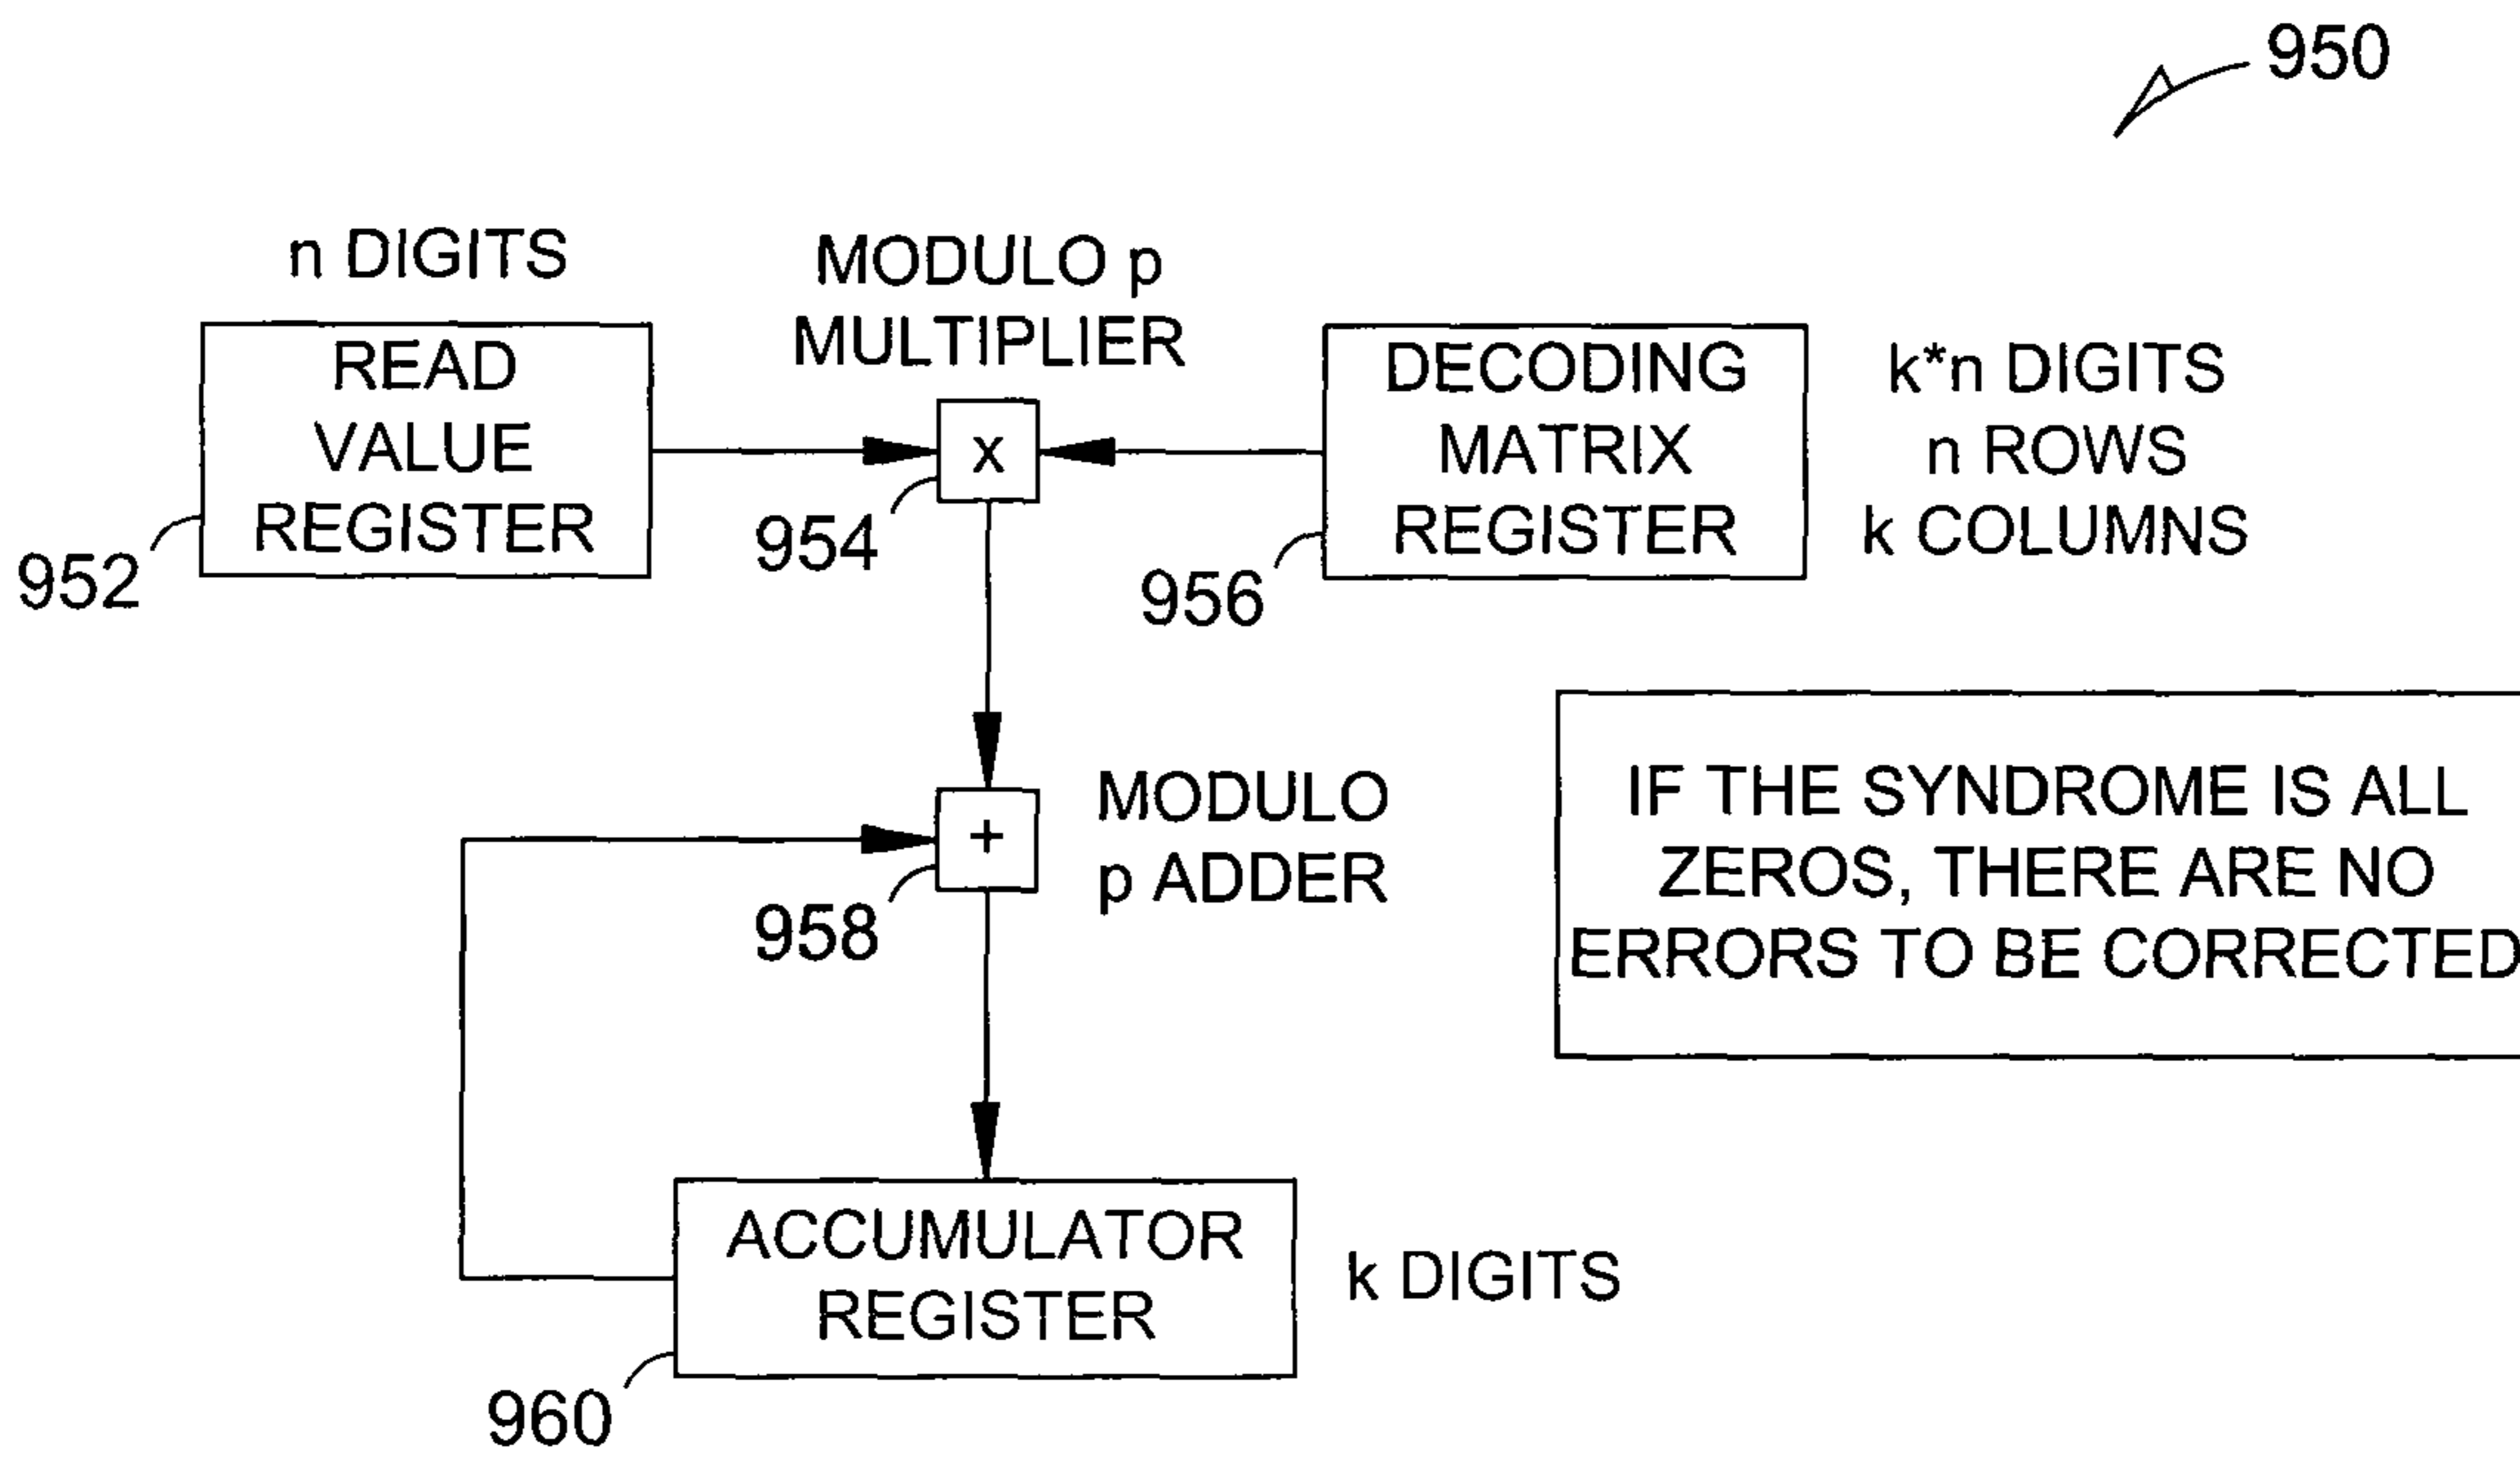 950
n DIGITS
READ
VALUE
REGISTER
952
MODULO p
MULTIPLIER
x
954
DECODING
MATRIX
REGISTER
956
k*n DIGITS
n ROWS
k COLUMNS
+
958
MODULO
p ADDER
IF THE SYNDROME IS ALL
ZEROS, THERE ARE NO
ERRORS TO BE CORRECTED
ACCUMULATOR
REGISTER
960
k DIGITS